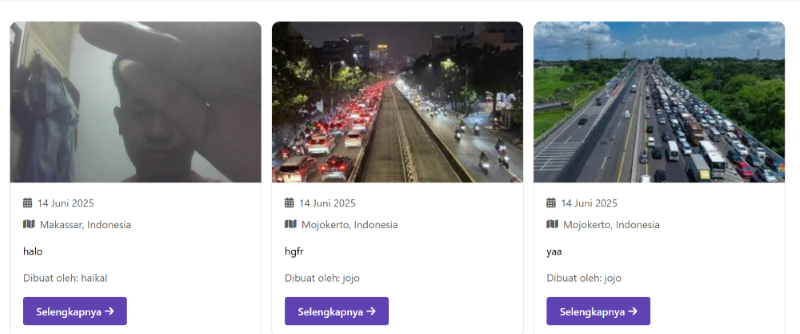 14 Juni 2025
Makassar, Indonesia
halo
Dibuat oleh: haikal
Selengkapnya →
14 Juni 2025
Mojokerto, Indonesia
hgfr
Dibuat oleh: jojo
Selengkapnya →
14 Juni 2025
Mojokerto, Indonesia
yaa
Dibuat oleh: jojo
Selengkapnya →